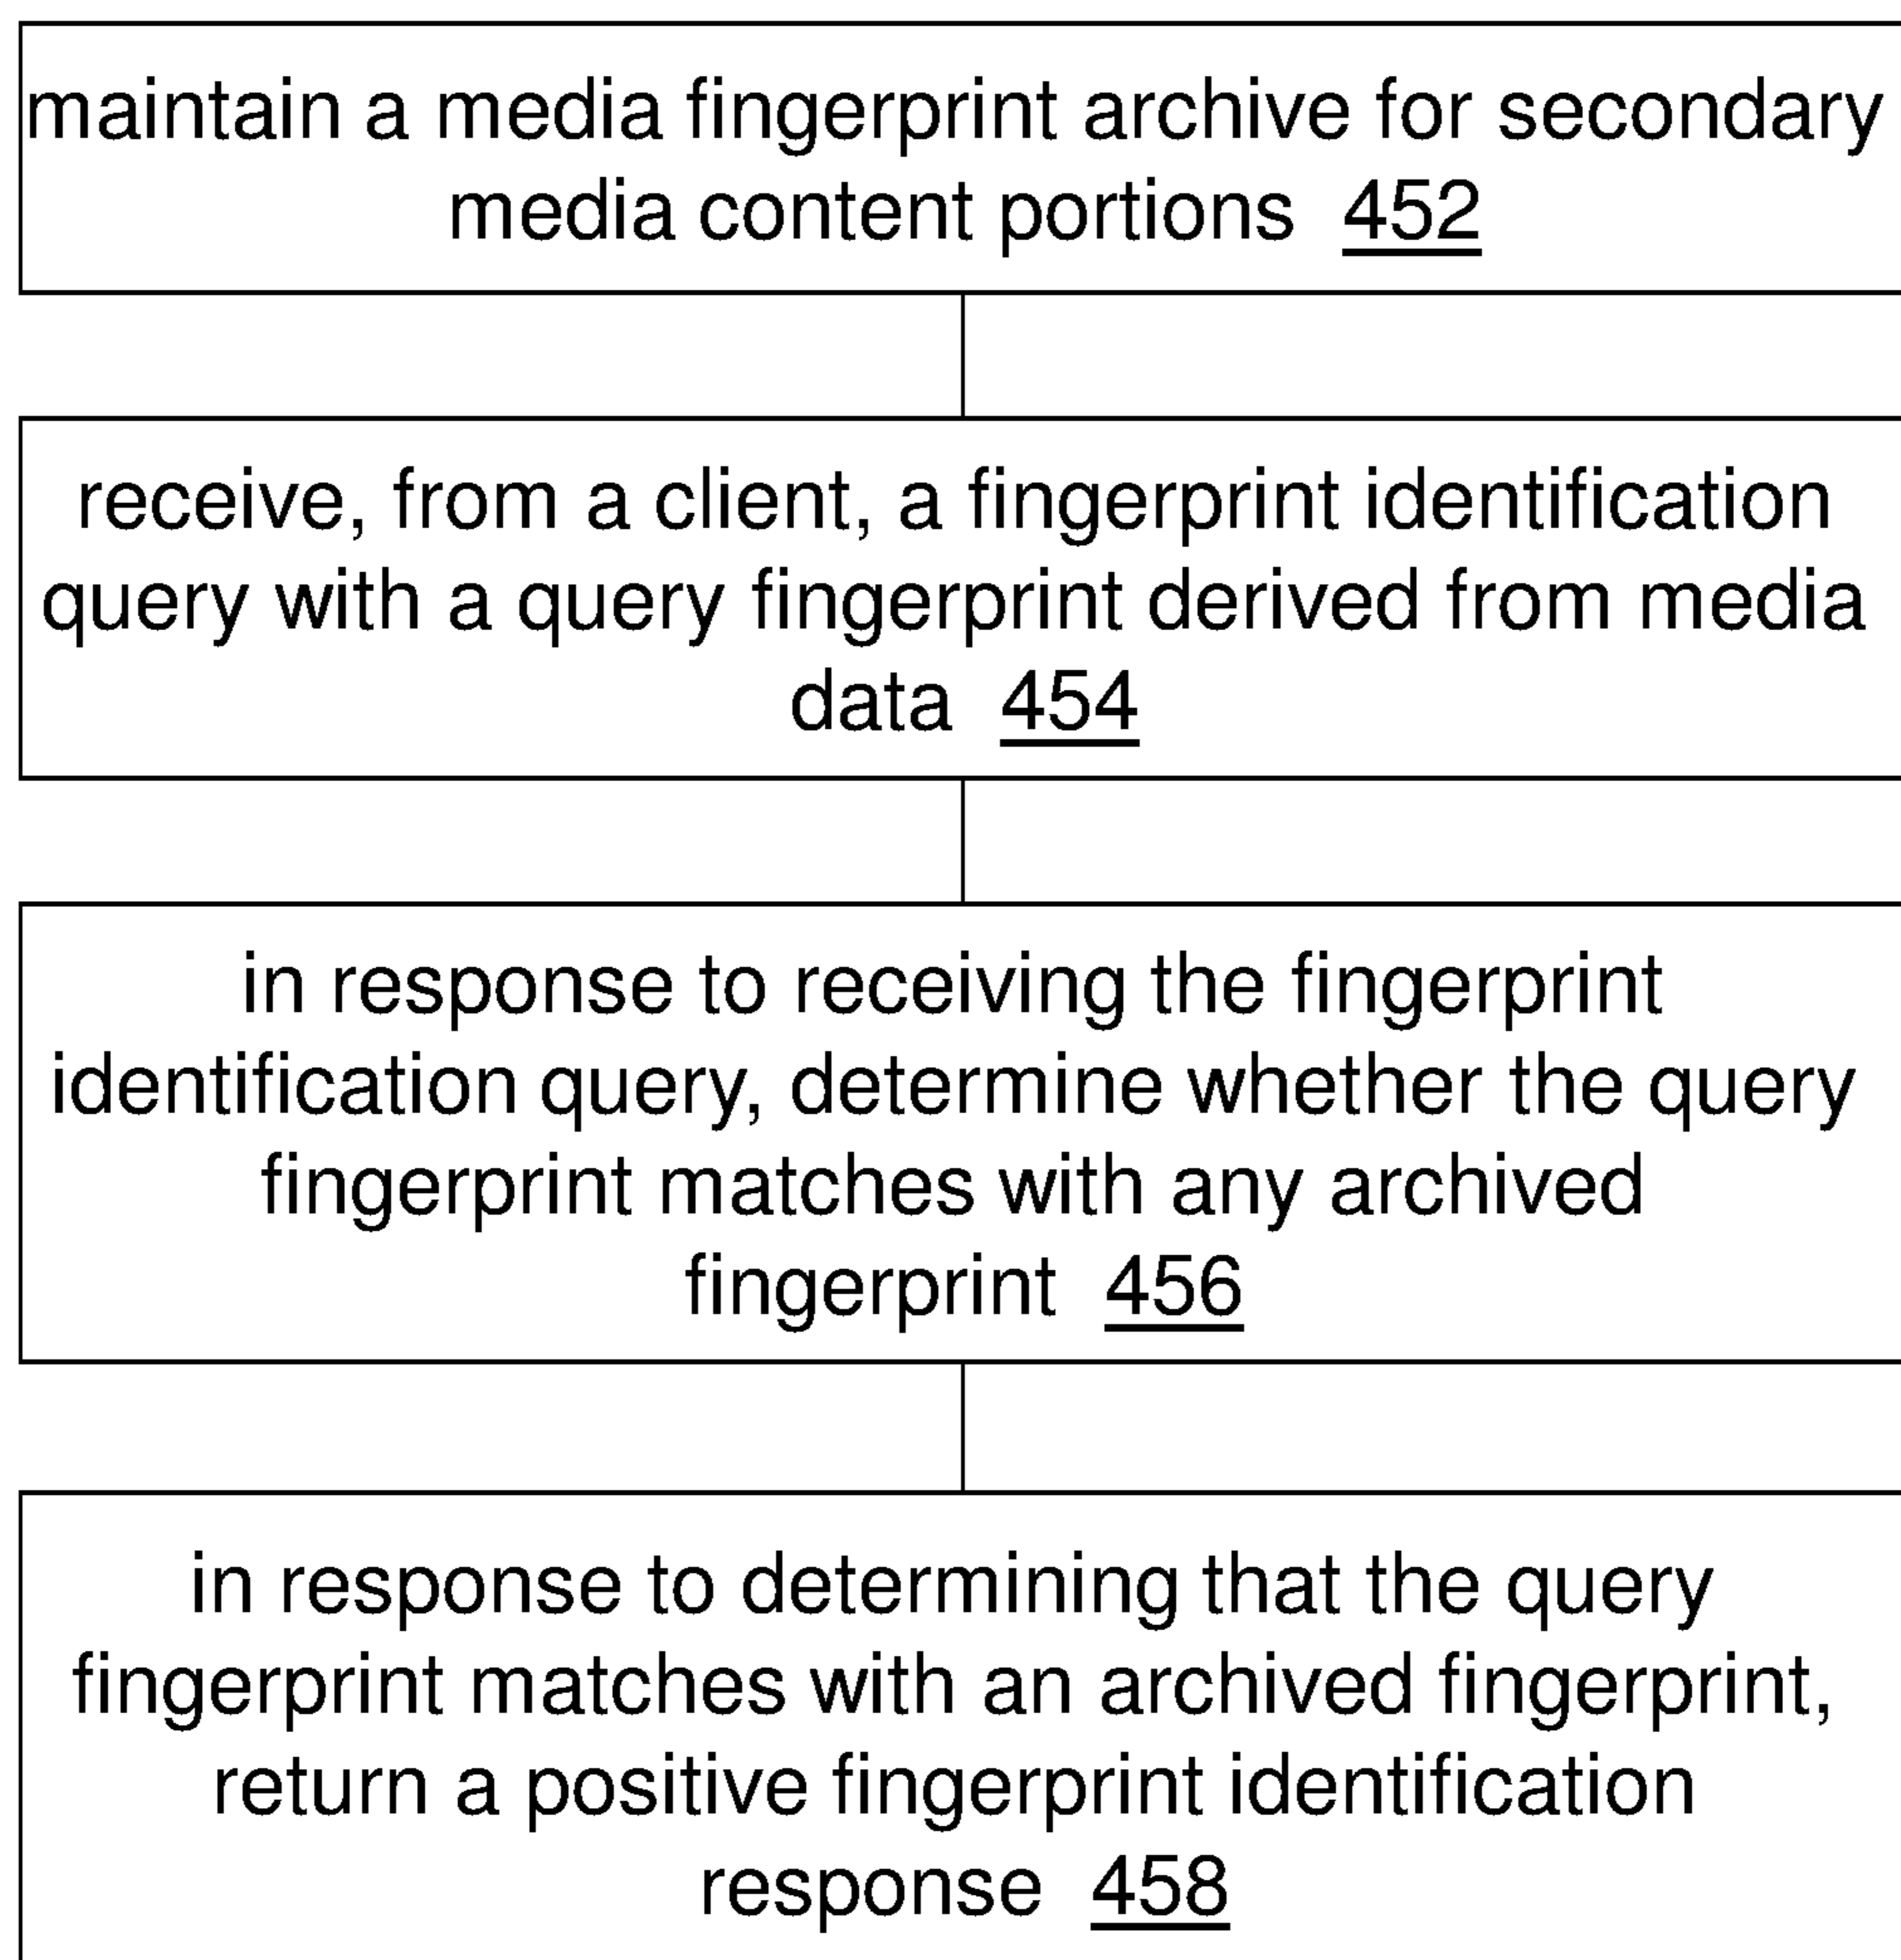 maintain a media fingerprint archive for secondary
media content portions 452
receive, from a client, a fingerprint identification
query with a query fingerprint derived from media
data 454
in response to receiving the fingerprint
identification query, determine whether the query
fingerprint matches with any archived
fingerprint 456
in response to determining that the query
fingerprint matches with an archived fingerprint,
return a positive fingerprint identification
response 458